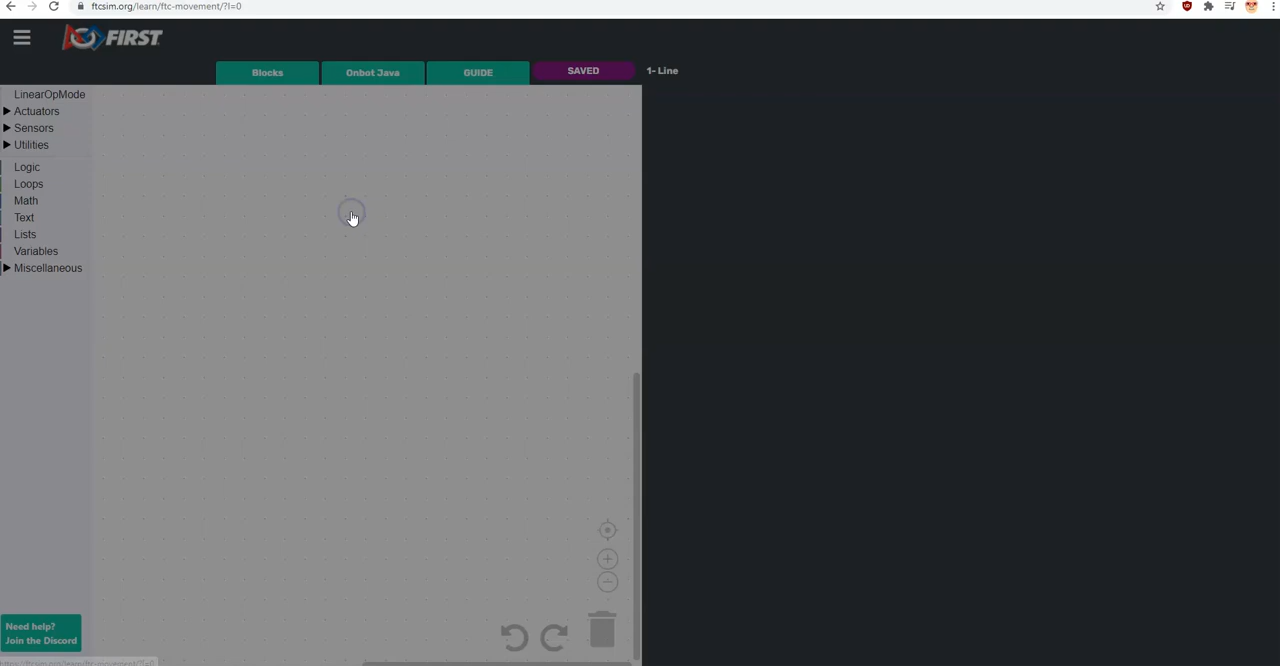 ftcsim.org/learn/ftc-movement/?l=0
FIRST
Blocks
Onbot Java
GUIDE
SAVED
1- Line
LinearOpMode
Actuators
Sensors
Utilities
Logic
Loops
Math
Text
Lists
Variables
Miscellaneous
Need help?
Join the Discord